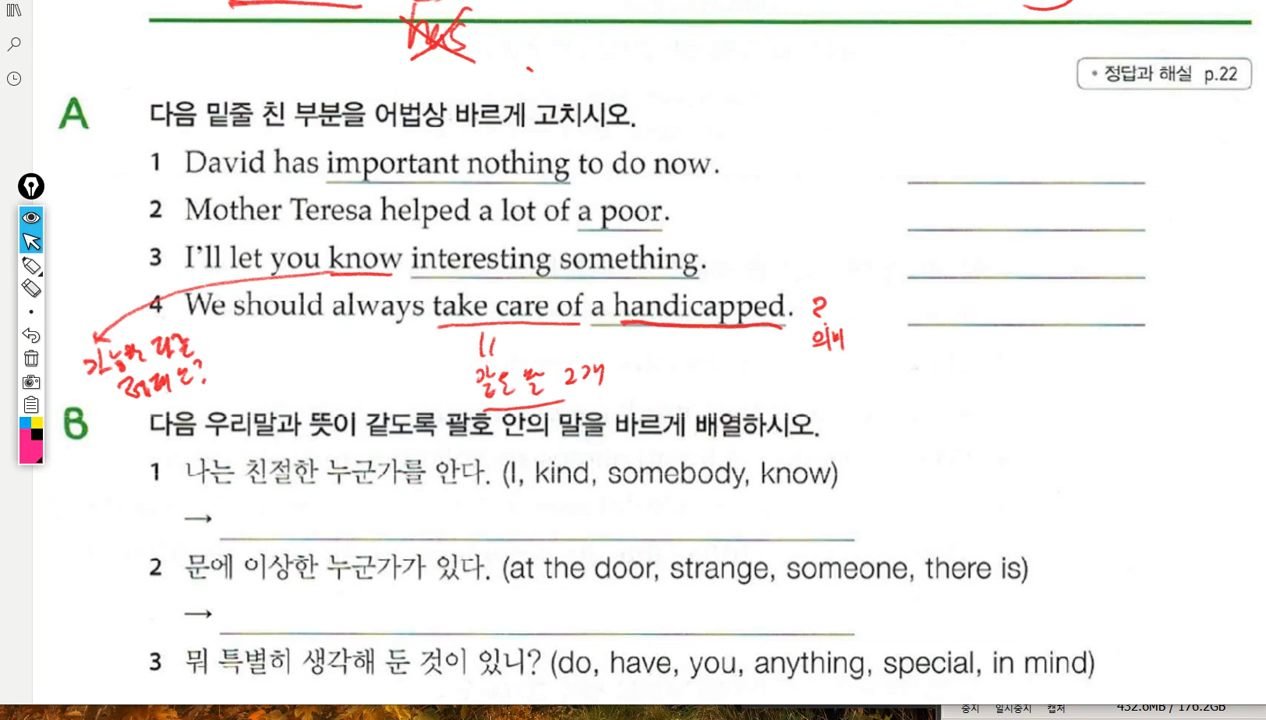 • 정답과 해설 p.22
A 다음 밑줄 친 부분을 어법상 바르게 고치시오.
1 David has important nothing to do now.
2 Mother Teresa helped a lot of a poor.
3 I'll let you know interesting something.
4 We should always take care of a handicapped. ?
의미
가능한 다른
형태는?
같은 뜻 2개
B 다음 우리말과 뜻이 같도록 괄호 안의 말을 바르게 배열하시오.
1 나는 친절한 누군가를 안다. (I, kind, somebody, know)
→
2 문에 이상한 누군가가 있다. (at the door, strange, someone, there is)
→
3 뭐 특별히 생각해 둔 것이 있니? (do, have, you, anything, special, in mind)
중지 일시중지 캡처 432.6MB / 176.2GB